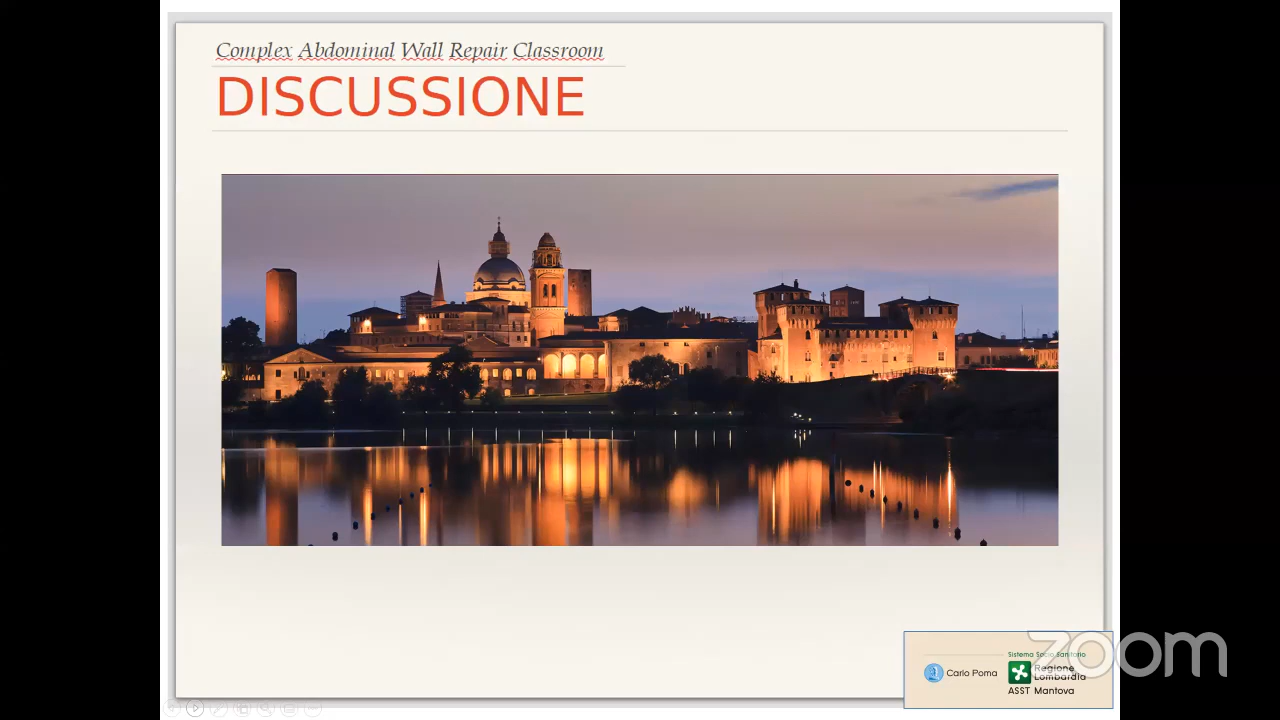 Complex Abdominal Wall Repair Classroom
DISCUSSIONE
Sistema Socio Sanitario
Carlo Poma
Regione
Lombardia
ASST Mantova
zoom